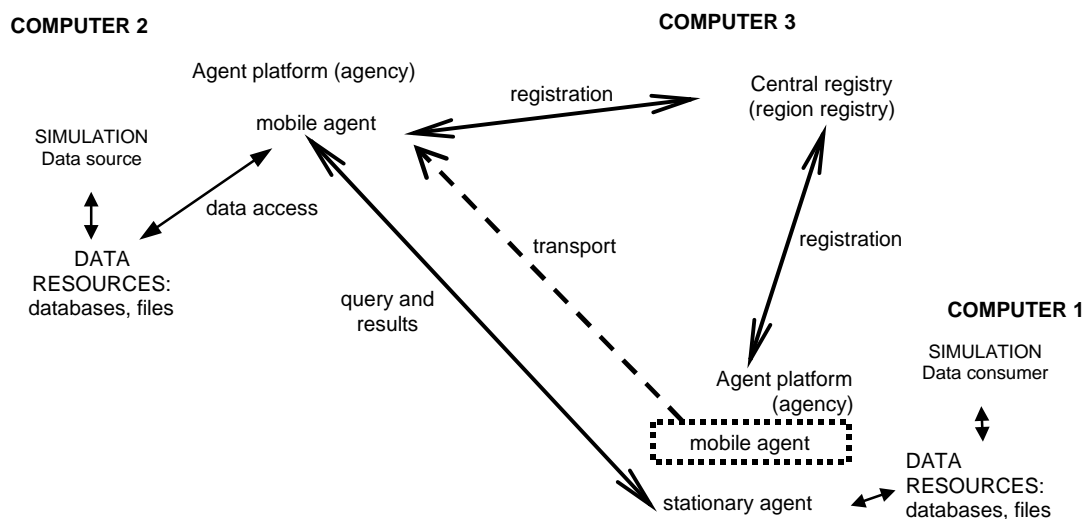 COMPUTER 2
COMPUTER 3
Agent platform (agency)
Central registry
(region registry)
registration
mobile agent
SIMULATION
Data source
data access
DATA
RESOURCES:
databases, files
transport
registration
query and
results
COMPUTER 1
SIMULATION
Data consumer
Agent platform
(agency)
mobile agent
stationary agent
DATA
RESOURCES:
databases, files